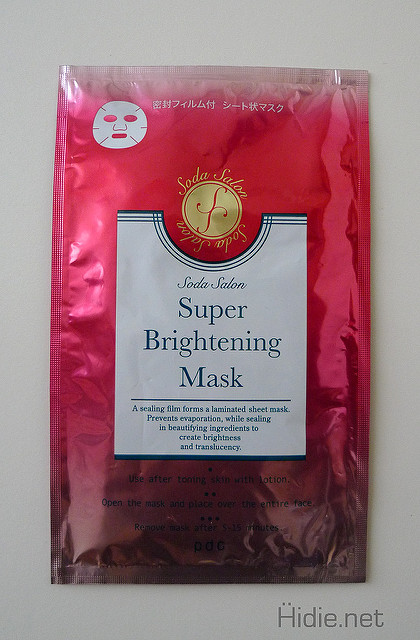 密封フィルム付 シート状マスク
Soda Salon
Soda Salon
Soda Salon
Soda Salon
Super
Brightening
Mask
A sealing film forms a laminated sheet mask.
Prevents evaporation, while sealing
in beautifying ingredients to
create brightness
and translucency.
Use after toning skin with lotion.
Open the mask and place over the entire face.
Remove mask after 5-15 minutes.
pdc
Hidie.net